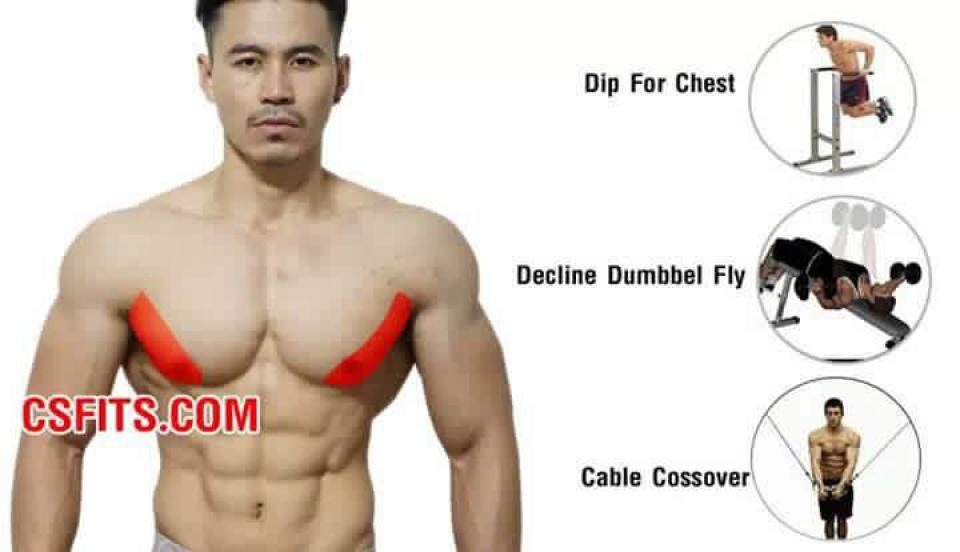 Dip For Chest
Decline Dumbbel Fly
CSFITS.COM
Cable Cossover